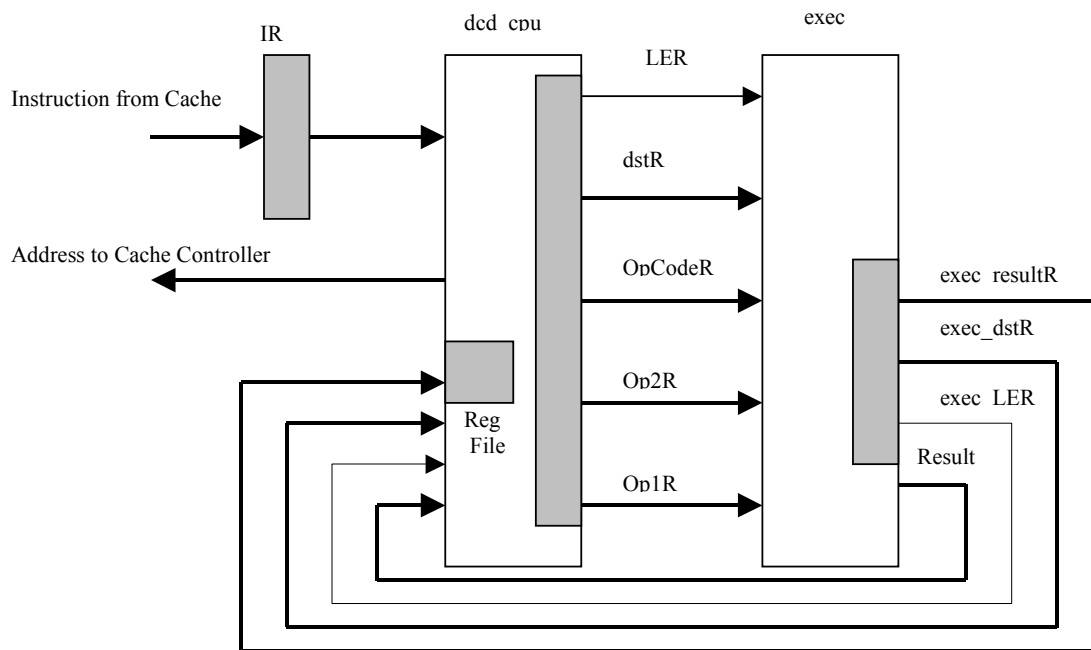 dcd_cpu
exec
IR
LER
Instruction from Cache
dstR
Address to Cache Controller
OpCodeR
exec_resultR
exec_dstR
Op2R
exec_LER
Reg
File
Result
Op1R